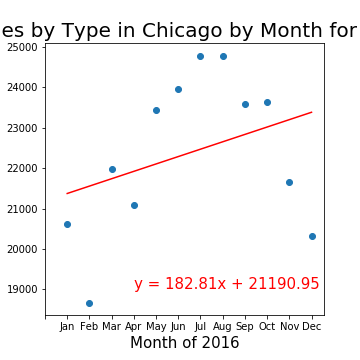 es by Type in Chicago by Month for
25000
24000
23000
22000
21000
20000
19000
y = 182.81x + 21190.95
Jan Feb Mar Apr May Jun Jul Aug Sep Oct Nov Dec
Month of 2016